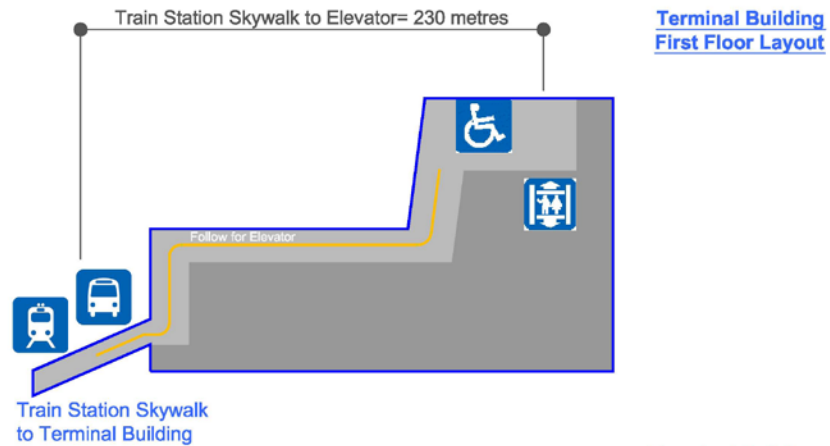 Train Station Skywalk to Elevator= 230 metres
Terminal Building
First Floor Layout
Follow for Elevator
Train Station Skywalk
to Terminal Building